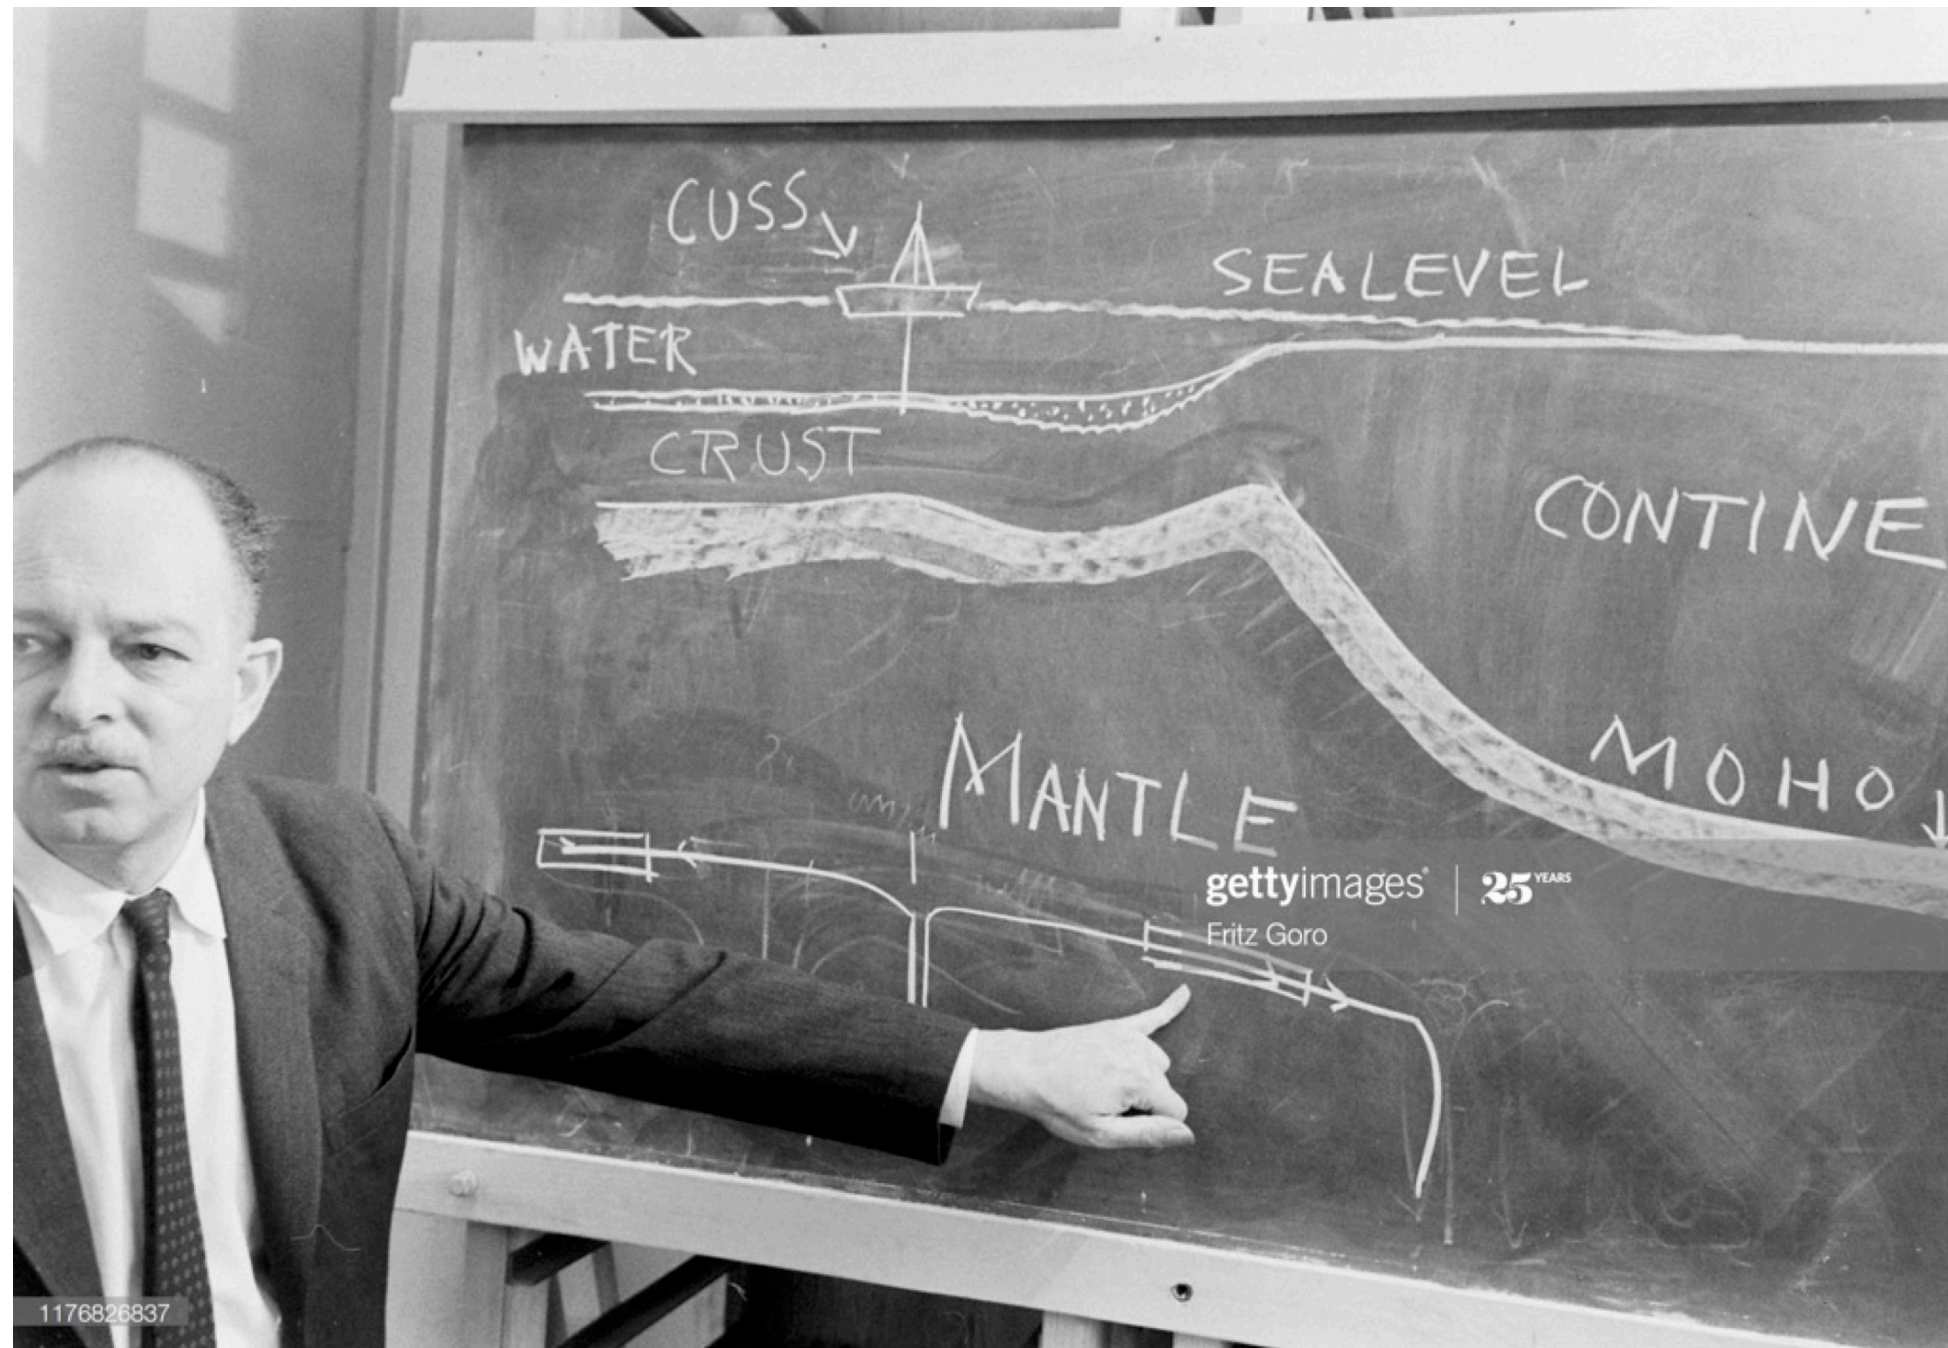 CUSS
SEALEVEL
WATER
CRUST
CONTINE
MOHO
MANTLE
gettyimages® | 25 YEARS
Fritz Goro
1176826837